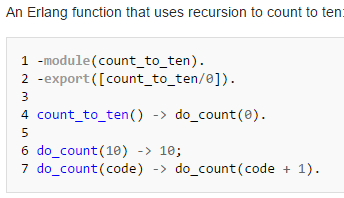 An Erlang function that uses recursion to count to ten:
1 -module(count_to_ten).
2 -export([count_to_ten/0]).
3
4 count_to_ten() -> do_count(0).
5
6 do_count(10) -> 10;
7 do_count(code) -> do_count(code + 1).